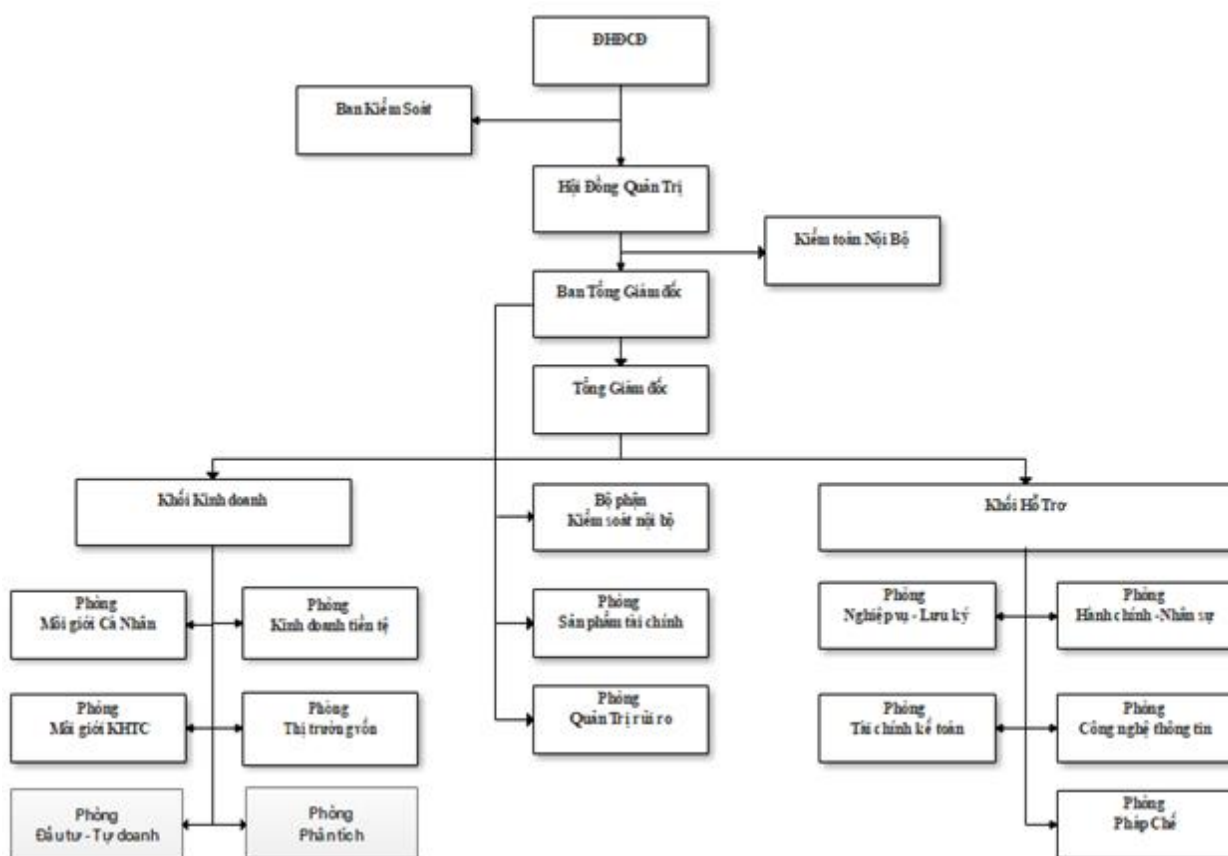 ĐHĐCĐ
Ban Kiểm Soát
Hội Đồng Quản Trị
Kiểm toán Nội Bộ
Ban Tổng Giám đốc
Tổng Giám đốc
Khối Kinh doanh
Bộ phận
Kiểm soát nội bộ
Khối Hỗ Trợ
Phòng
Môi giới Cá Nhân
Phòng
Kinh doanh tiền tệ
Phòng
Sản phẩm tài chính
Phòng
Nghiệp vụ - Lưu ký
Phòng
Hành chính -Nhân sự
Phòng
Môi giới KHTC
Phòng
Thị trường vốn
Phòng
Quản Trị rủi ro
Phòng
Tài chính kế toán
Phòng
Công nghệ thông tin
Phòng
Đầu tư - Tự doanh
Phòng
Phân tích
Phòng
Pháp Chế